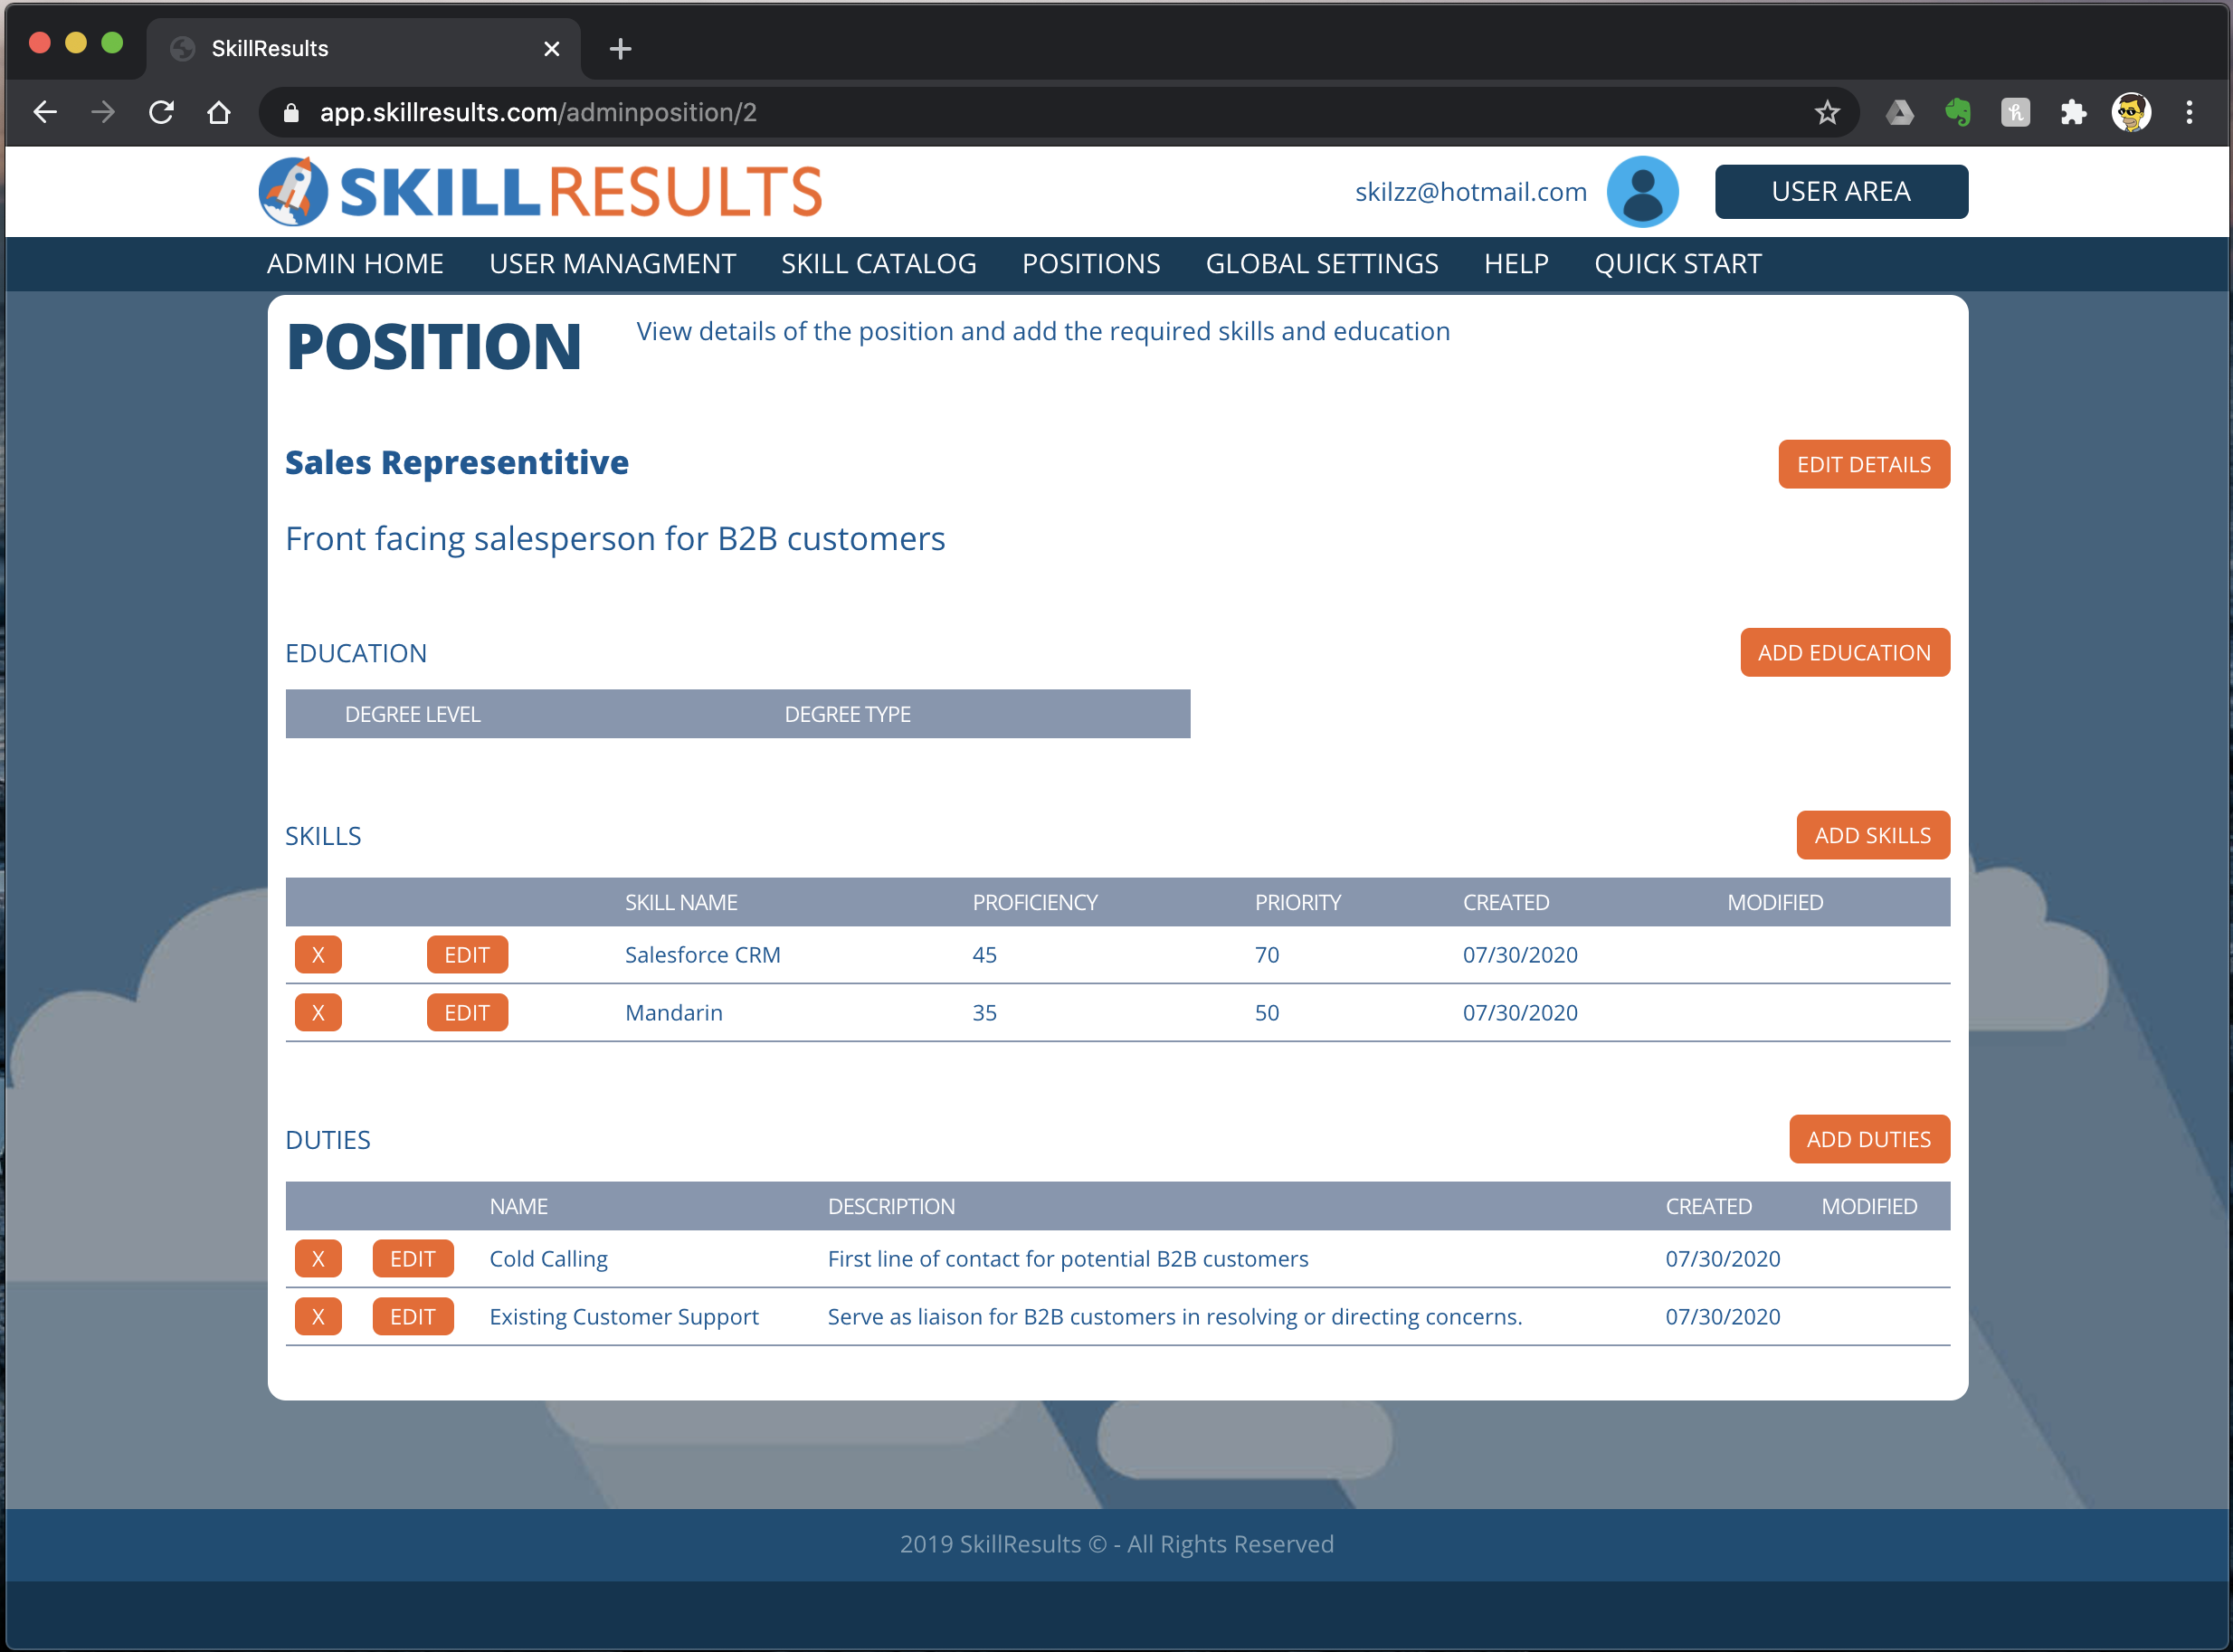 SkillResults
app.skillresults.com/adminposition/2
SKILLRESULTS
skilzz@hotmail.com
USER AREA
ADMIN HOME USER MANAGMENT SKILL CATALOG POSITIONS GLOBAL SETTINGS HELP QUICK START
POSITION
View details of the position and add the required skills and education
Sales Representitive
EDIT DETAILS
Front facing salesperson for B2B customers
EDUCATION
ADD EDUCATION
DEGREE LEVEL DEGREE TYPE
SKILLS
ADD SKILLS
SKILL NAME PROFICIENCY PRIORITY CREATED MODIFIED
X EDIT Salesforce CRM 45 70 07/30/2020
X EDIT Mandarin 35 50 07/30/2020
DUTIES
ADD DUTIES
NAME DESCRIPTION CREATED MODIFIED
X EDIT Cold Calling First line of contact for potential B2B customers 07/30/2020
X EDIT Existing Customer Support Serve as liaison for B2B customers in resolving or directing concerns. 07/30/2020
2019 SkillResults © - All Rights Reserved